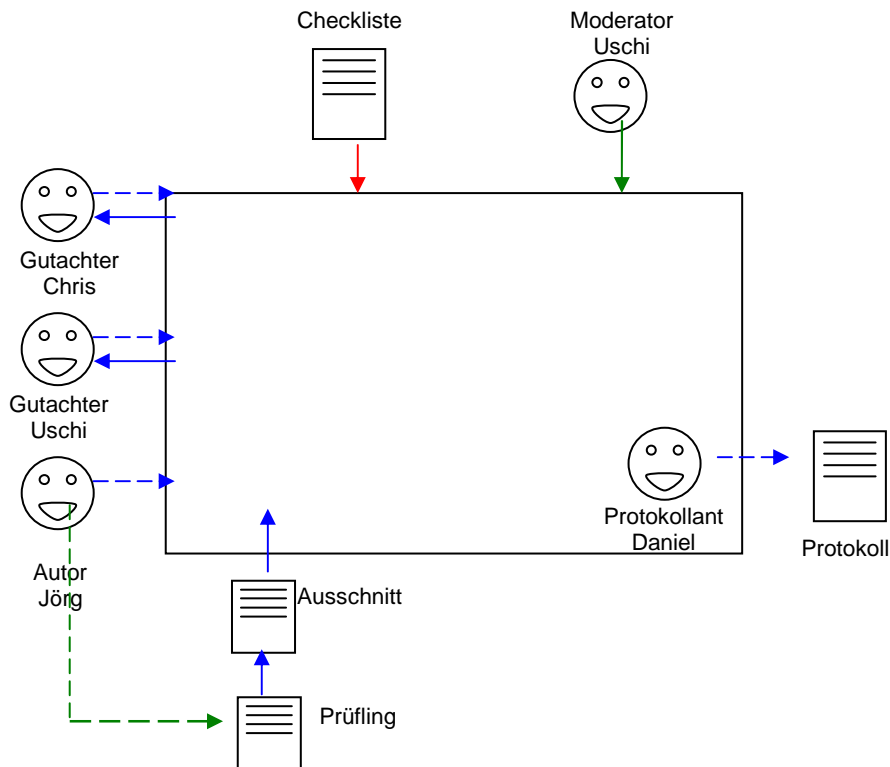 Checkliste
Moderator
Uschi
Gutachter
Chris
Gutachter
Uschi
Protokollant
Daniel
Protokoll
Autor
Jörg
Ausschnitt
Prüfling